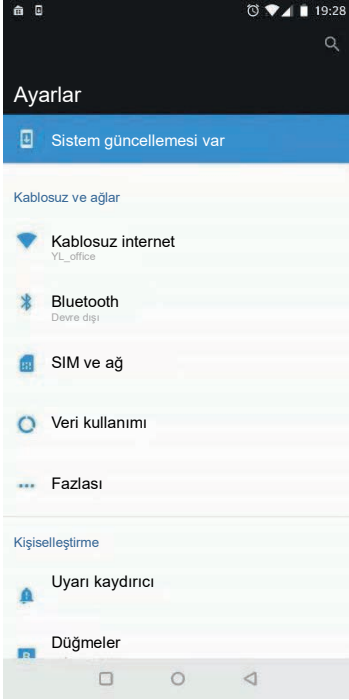 19:28
Ayarlar
Sistem güncellemesi var
Kablosuz ve ağlar
Kablosuz internet
YL_office
Bluetooth
Devre dışı
SIM ve ağ
Veri kullanımı
Fazlası
Kişiselleştirme
Uyarı kaydırıcı
Düğmeler